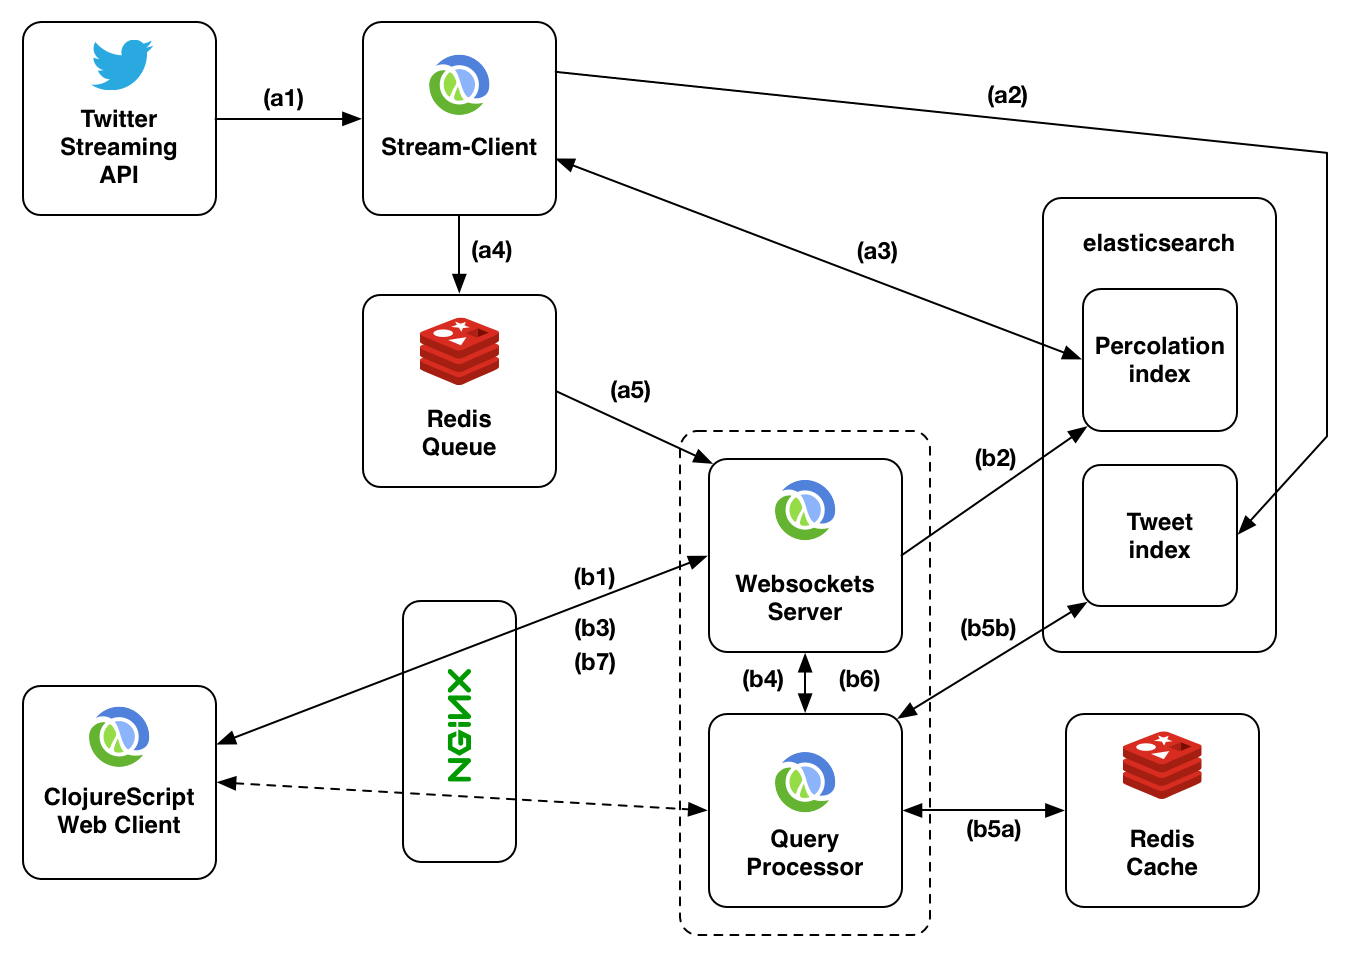 Twitter
Streaming
API
(a1)
Stream-Client
(a2)
(a3)
(a4)
elasticsearch
Percolation
index
Redis
Queue
(a5)
(b2)
Tweet
index
Websockets
Server
(b1)
(b3)
(b7)
(b5b)
(b4)
(b6)
NGINX
ClojureScript
Web Client
Query
Processor
(b5a)
Redis
Cache